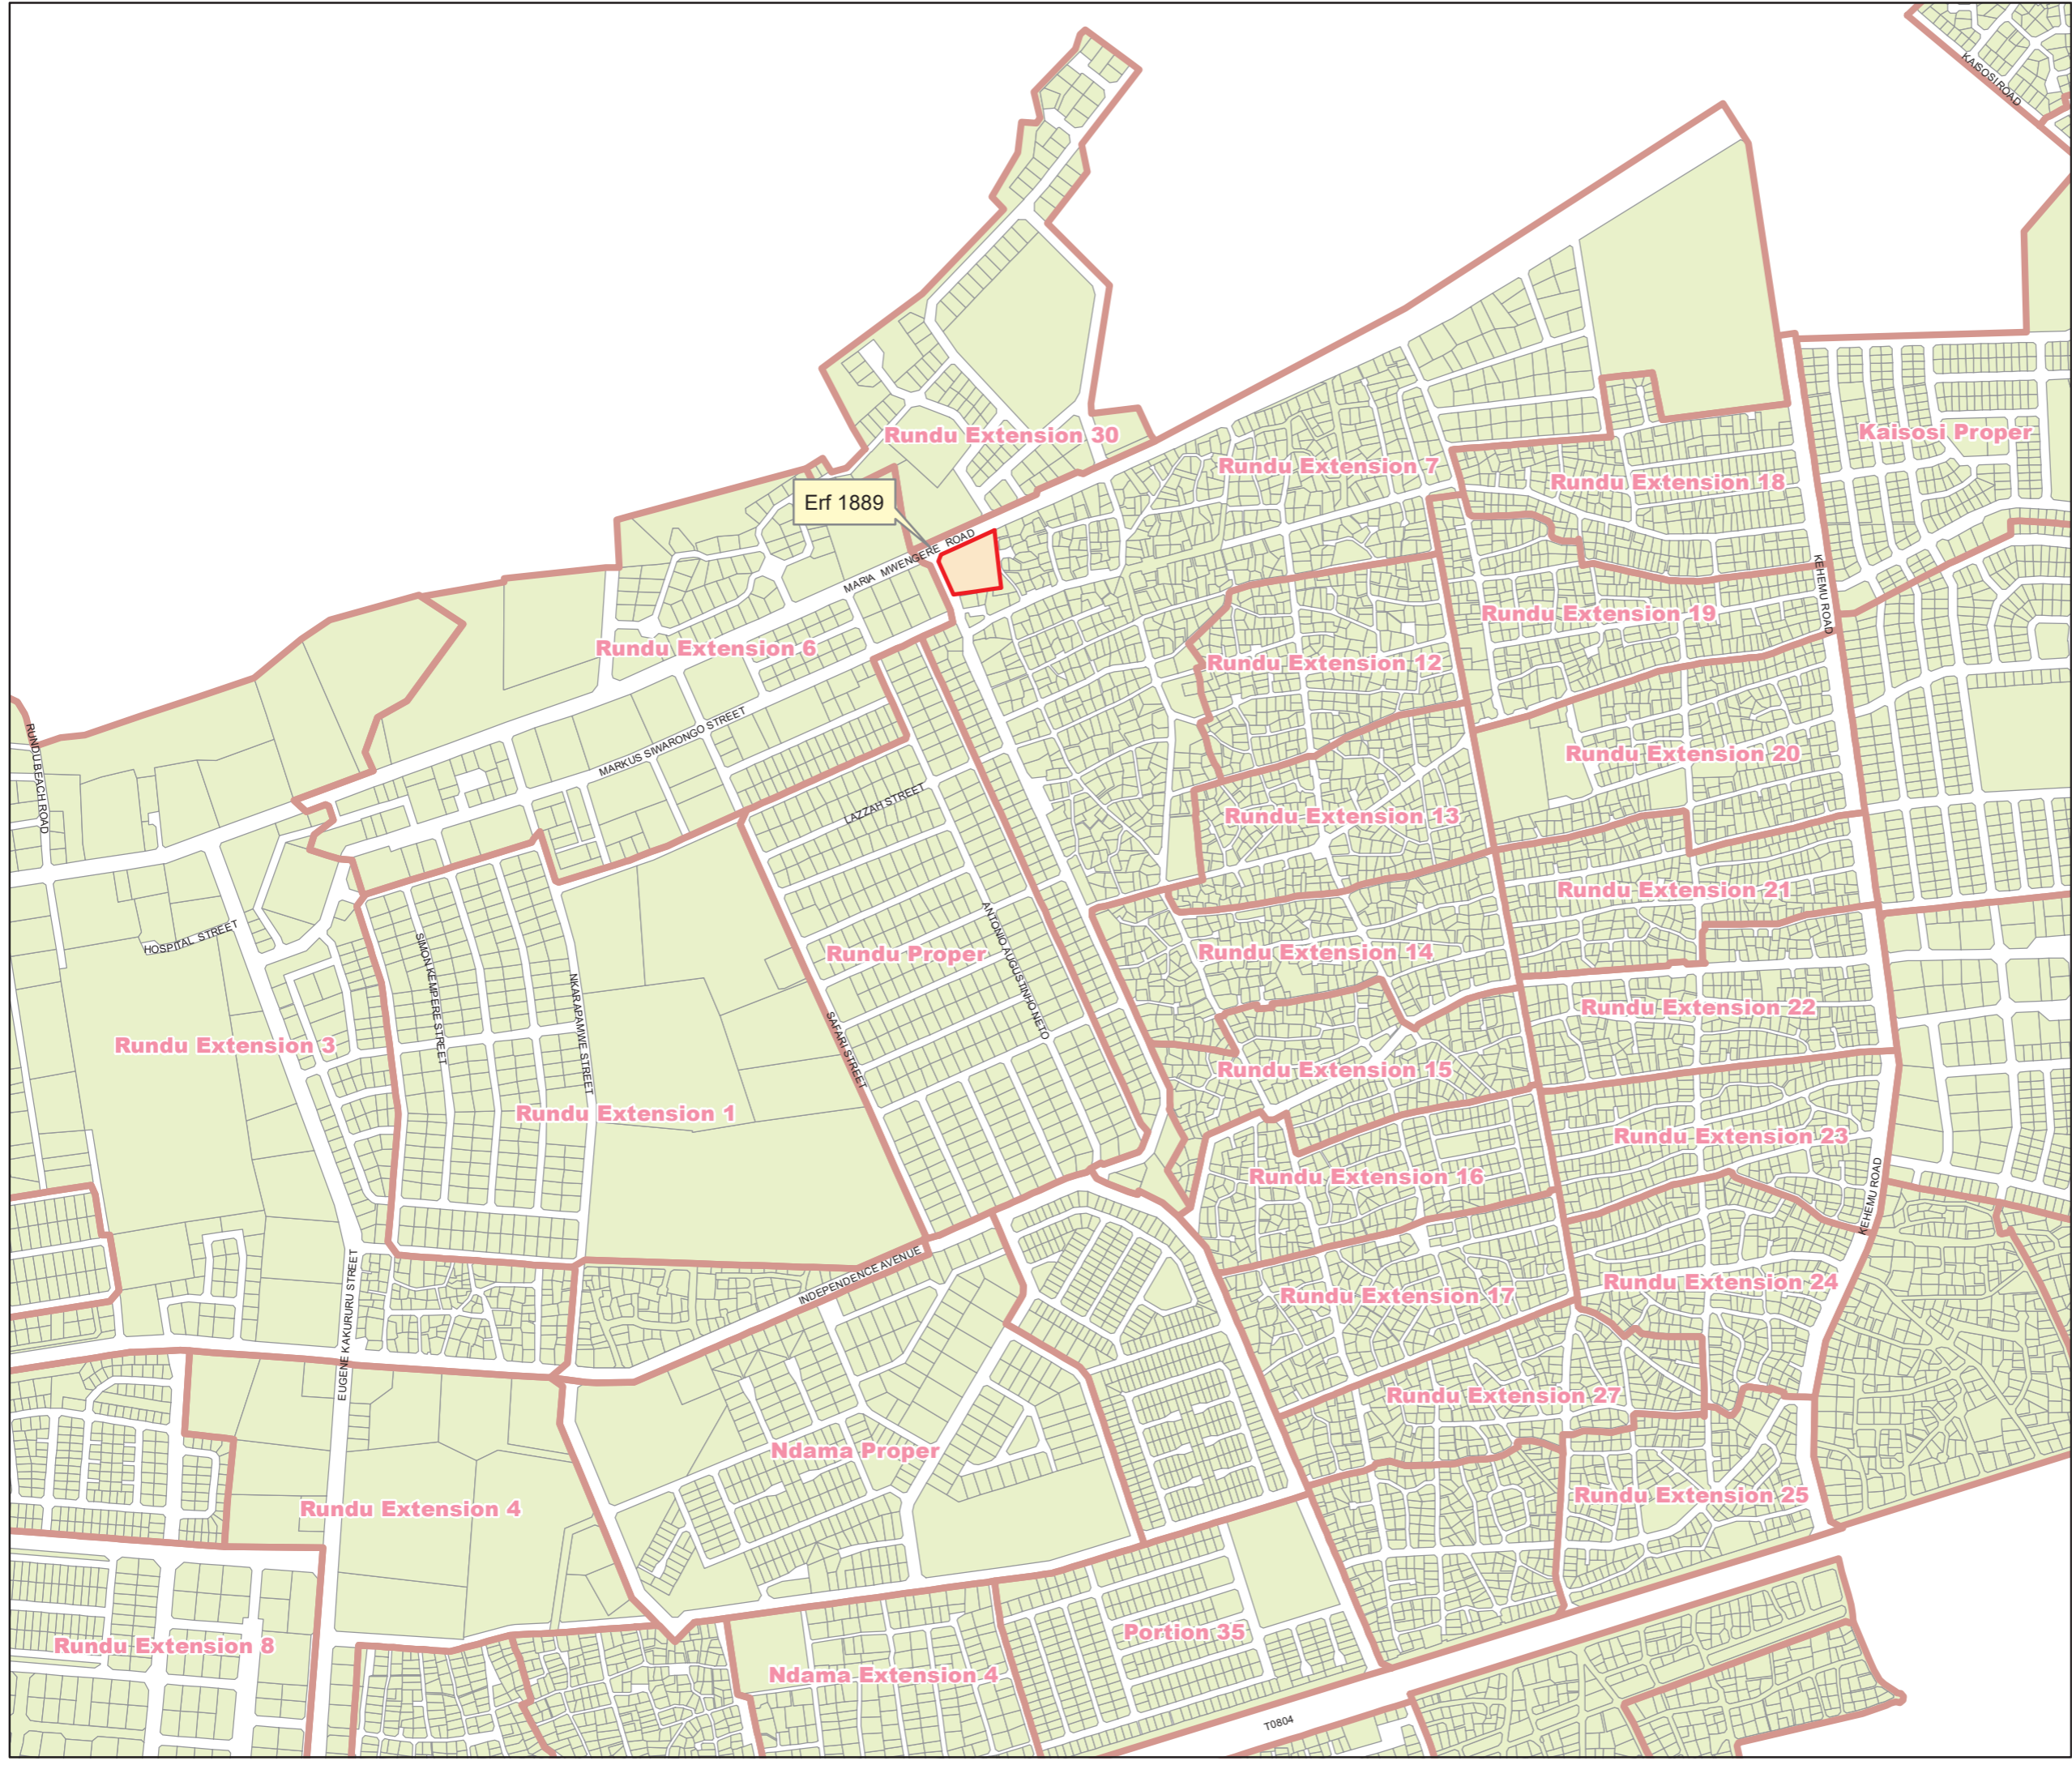 KAISOSI ROAD
Rundu Extension 30
Kaisosi Proper
Rundu Extension 7
Rundu Extension 18
Erf 1889
MARIA MWENGERE ROAD
KEHEMU ROAD
Rundu Extension 19
Rundu Extension 6
Rundu Extension 12
RUNDU BEACH ROAD
MARKUS SIWARONGO STREET
Rundu Extension 20
LAZZAH STREET
Rundu Extension 13
Rundu Extension 21
HOSPITAL STREET
SIMON KEMPERE STREET
NKARAPAMWE STREET
Rundu Proper
ANTONIO AUGUSTINHO NETO
Rundu Extension 14
Rundu Extension 22
Rundu Extension 3
SAFARI STREET
Rundu Extension 15
Rundu Extension 1
Rundu Extension 23
Rundu Extension 16
KEHEMU ROAD
INDEPENDENCE AVENUE
Rundu Extension 24
Rundu Extension 17
EUGENE KAKURURU STREET
Rundu Extension 27
Ndama Proper
Rundu Extension 25
Rundu Extension 4
Portion 35
Rundu Extension 8
Ndama Extension 4
T0804